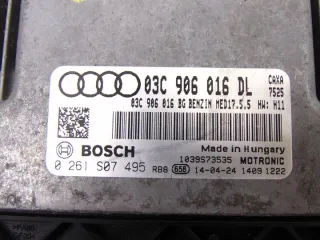 03C 906 016 DL CAXA
7525
03C 906 016 BG BENZIN MED17.5.5 HW: H11
Made in Hungary
BOSCH 1039S73535 MOTRONIC
0 261 S07 495 RB8 656 14-04-24 1409 1222